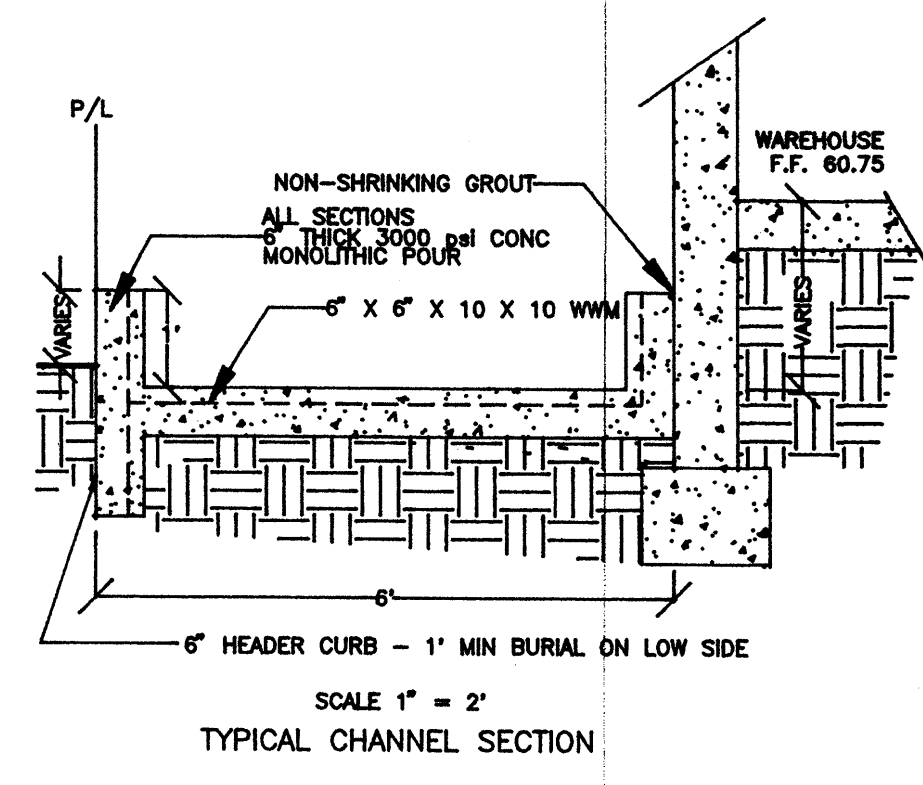 P/L
WAREHOUSE
F.F. 60.75
NON-SHRINKING GROUT
ALL SECTIONS
6" THICK 3000 psi CONC
MONOLITHIC POUR
6" X 6" X 10 X 10 WWM
VARIES
VARIES
6'
6" HEADER CURB - 1' MIN BURIAL ON LOW SIDE
SCALE 1" = 2'
TYPICAL CHANNEL SECTION